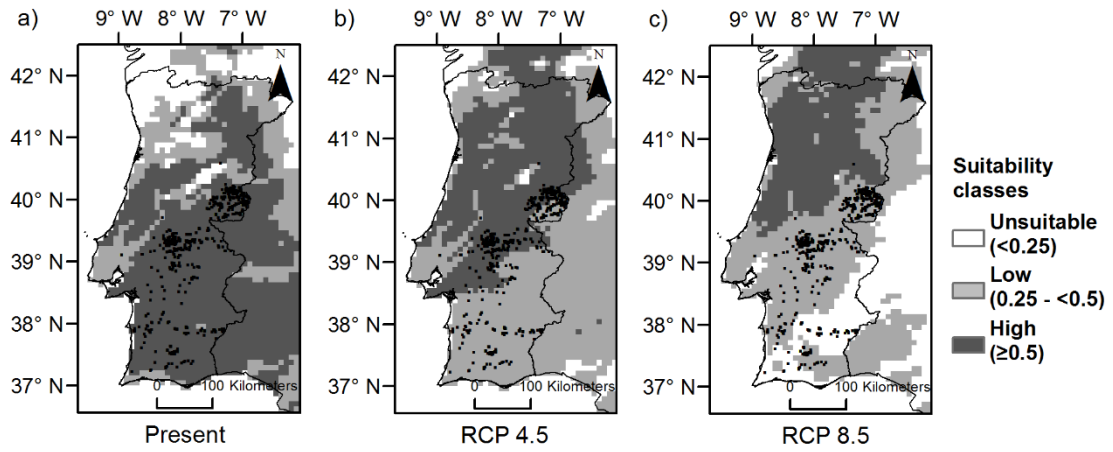 a)
9° W 8° W 7° W
b)
9° W 8° W 7° W
c)
9° W 8° W 7° W
N
N
N
42° N
41° N
40° N
39° N
38° N
37° N
42° N
41° N
40° N
39° N
38° N
37° N
42° N
41° N
40° N
39° N
38° N
37° N
0 100 Kilometers
0 100 Kilometers
0 100 Kilometers
Present
RCP 4.5
RCP 8.5
Suitability
classes
Unsuitable
(<0.25)
Low
(0.25 - <0.5)
High
(≥0.5)